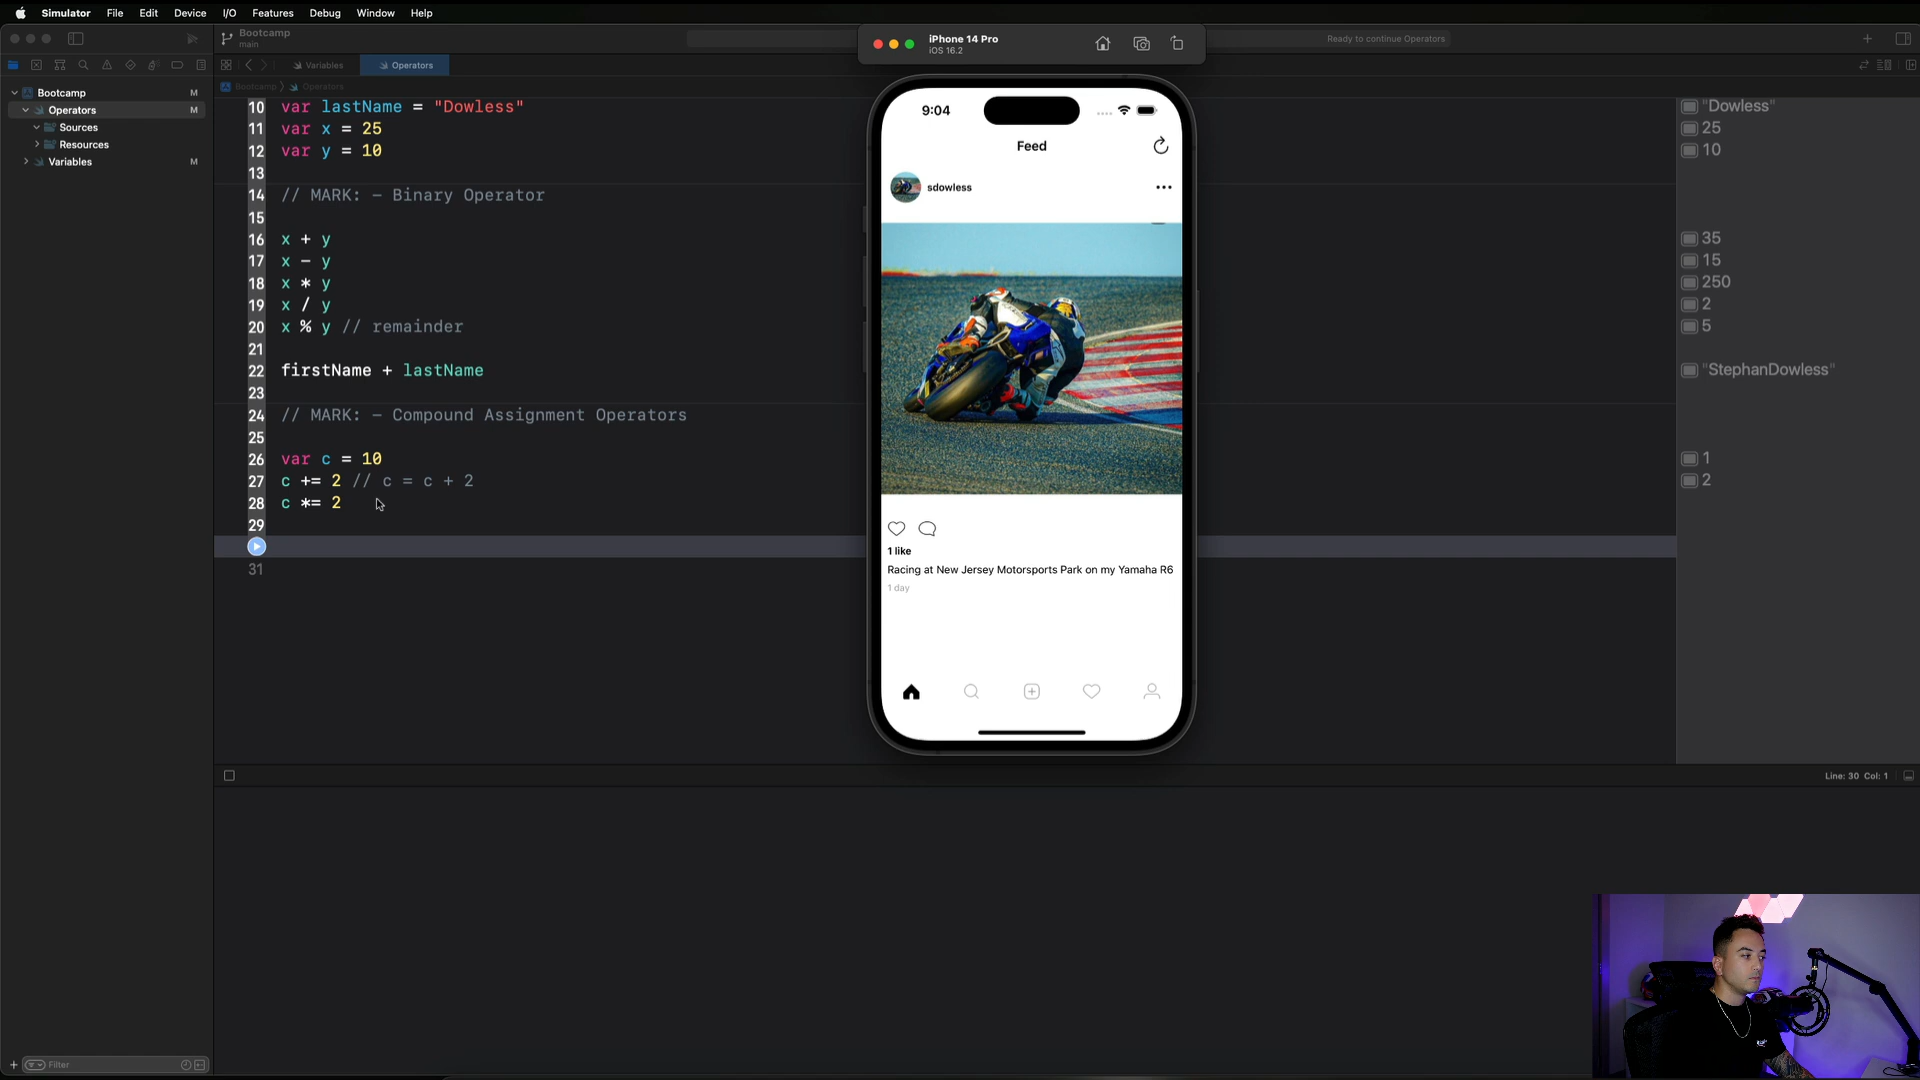 Simulator File Edit Device I/O Features Debug Window Help
Bootcamp
main
iPhone 14 Pro
iOS 16.2
Ready to continue Operators
Variables
Operators
Bootcamp
Operators
Bootcamp M
Operators M
Sources
Resources
Variables M
10 var lastName = "Dowless"
11 var x = 25
12 var y = 10
13
14 // MARK: - Binary Operator
15
16 x + y
17 x - y
18 x * y
19 x / y
20 x % y // remainder
21
22 firstName + lastName
23
24 // MARK: - Compound Assignment Operators
25
26 var c = 10
27 c += 2 // c = c + 2
28 c *= 2
29
31
"Dowless"
25
10
35
15
250
2
5
"StephanDowless"
1
2
9:04
Feed
sdowless
1 like
Racing at New Jersey Motorsports Park on my Yamaha R6
1 day
Line: 30 Col: 1
Filter